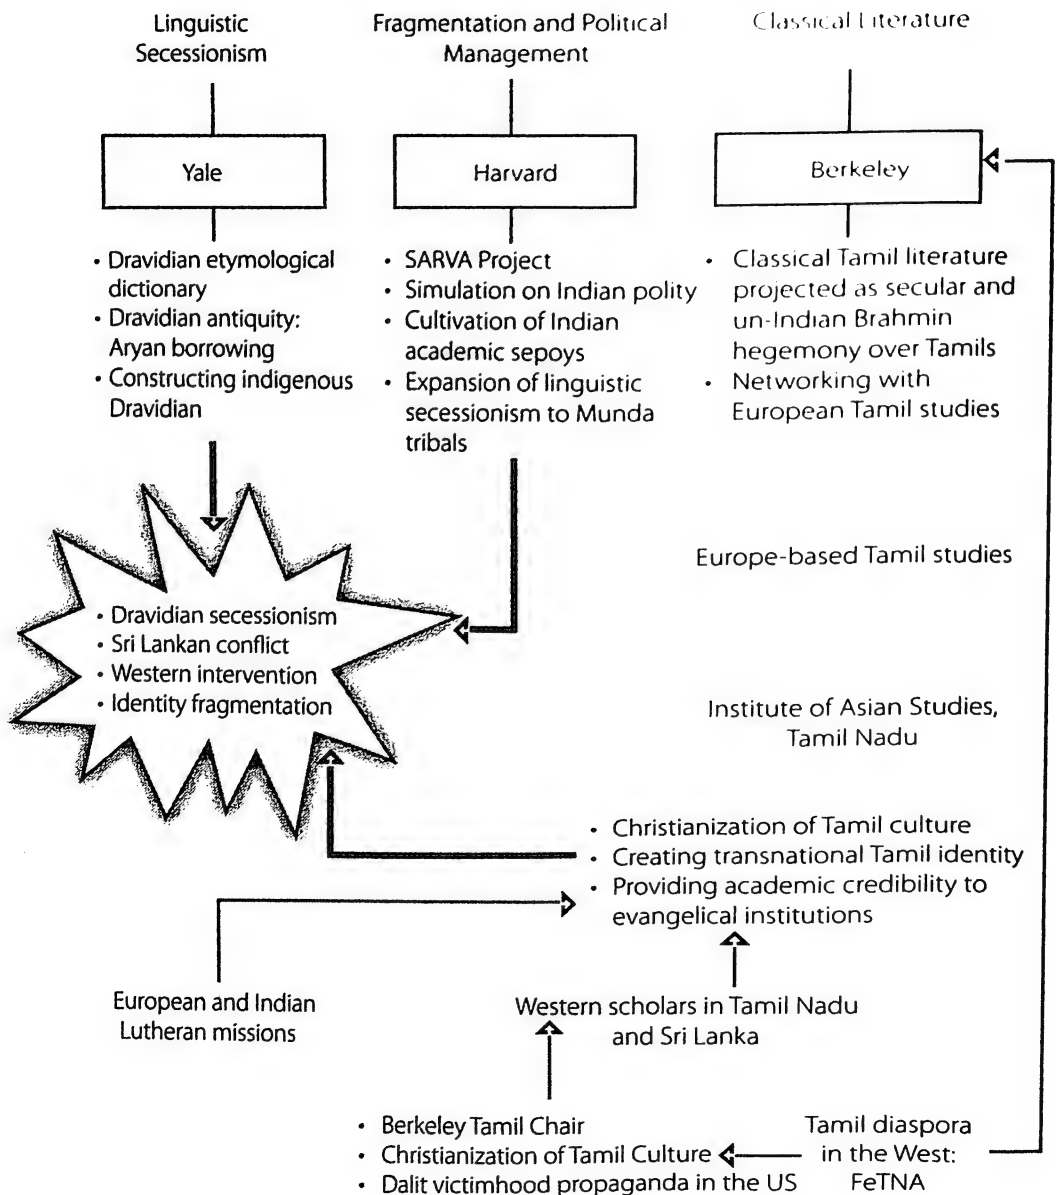 Linguistic
Secessionism
Fragmentation and Political
Management
Classical Literature
Yale
Harvard
Berkeley
• Dravidian etymological
dictionary
• Dravidian antiquity:
Aryan borrowing
• Constructing indigenous
Dravidian
• SARVA Project
• Simulation on Indian polity
• Cultivation of Indian
academic sepoys
• Expansion of linguistic
secessionism to Munda
tribals
• Classical Tamil literature
projected as secular and
un-Indian Brahmin
hegemony over Tamils
• Networking with
European Tamil studies
Europe-based Tamil studies
• Dravidian secessionism
• Sri Lankan conflict
• Western intervention
• Identity fragmentation
Institute of Asian Studies,
Tamil Nadu
• Christianization of Tamil culture
• Creating transnational Tamil identity
• Providing academic credibility to
evangelical institutions
European and Indian
Lutheran missions
Western scholars in Tamil Nadu
and Sri Lanka
• Berkeley Tamil Chair
• Christianization of Tamil Culture
• Dalit victimhood propaganda in the US
Tamil diaspora
in the West:
FeTNA